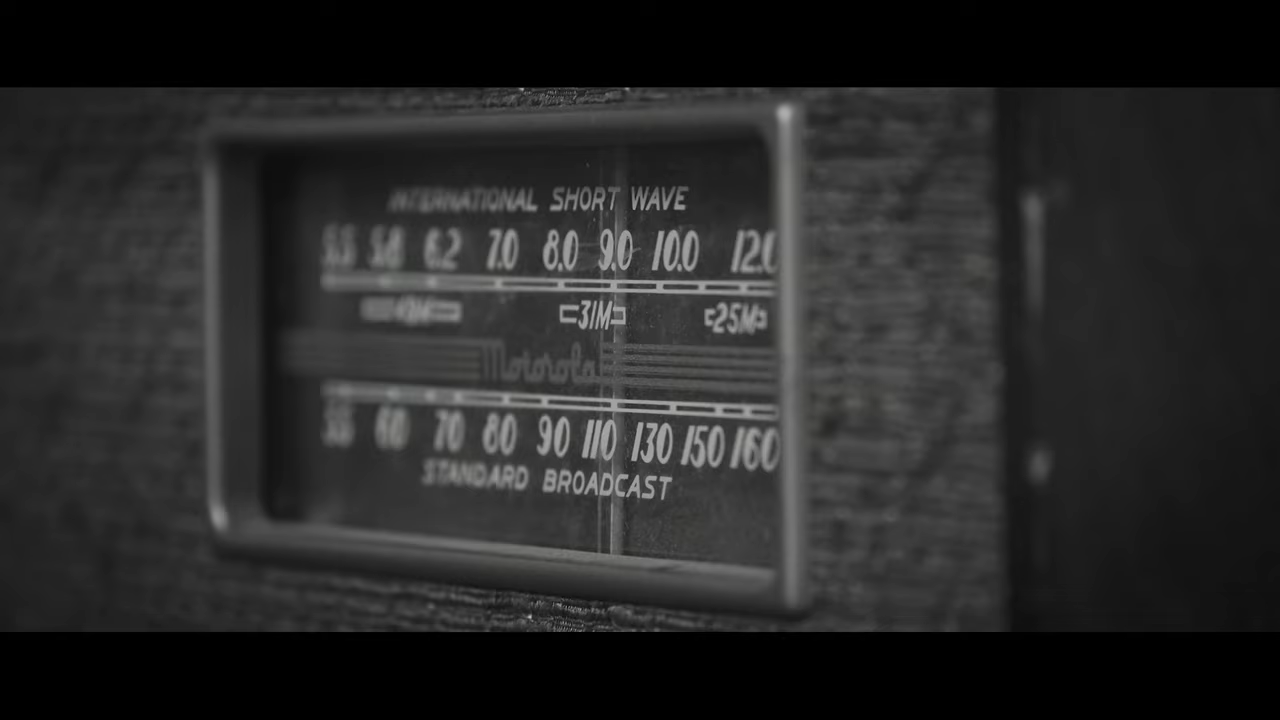 INTERNATIONAL SHORT WAVE
5.5 5.8 6.2 7.0 8.0 9.0 10.0 12.0
49M 31M 25M
Motorola
55 60 70 80 90 110 130 150 160
STANDARD BROADCAST